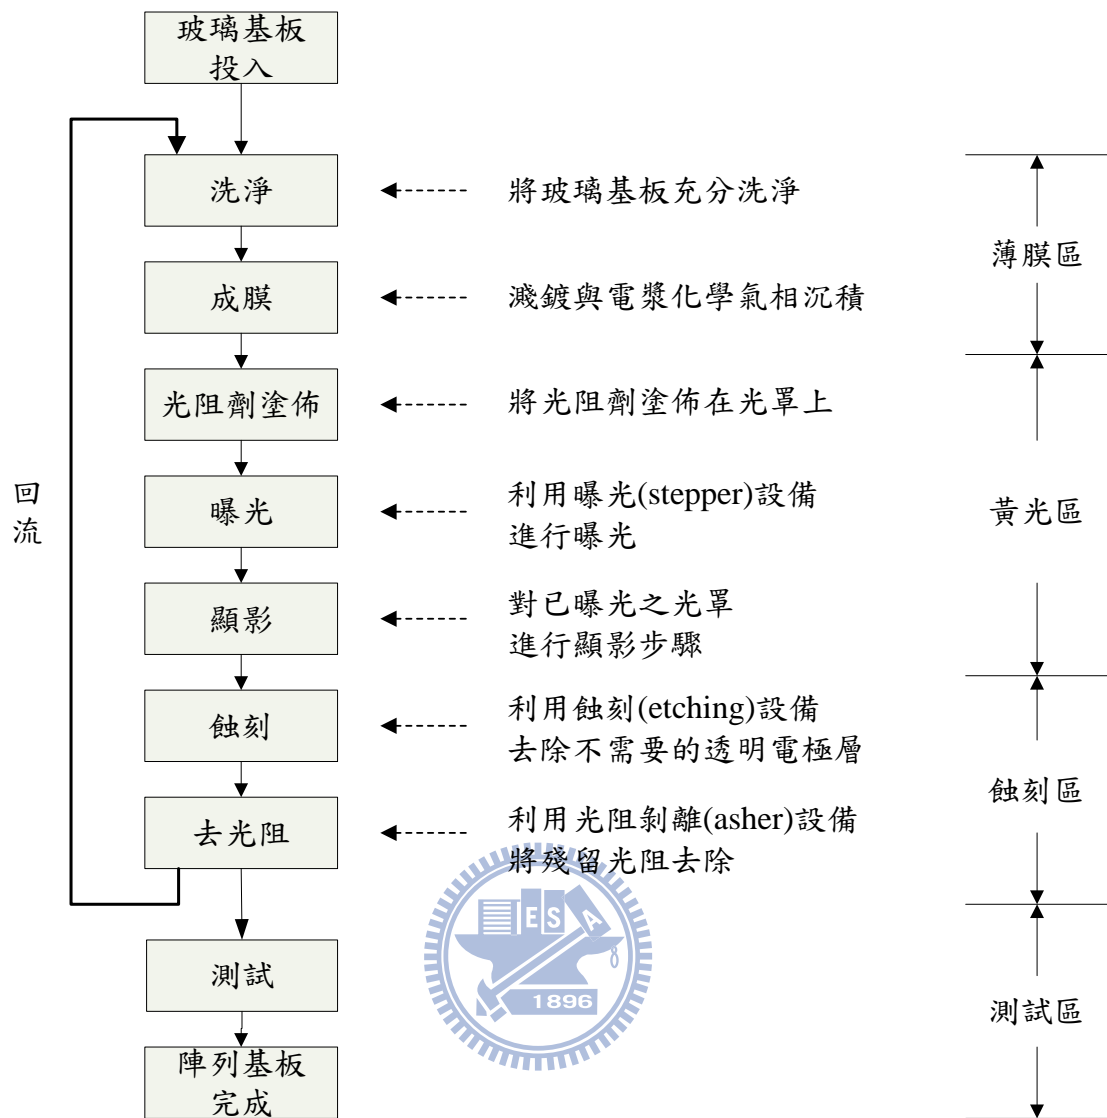 玻璃基板
投入
洗淨
將玻璃基板充分洗淨
薄膜區
成膜
濺鍍與電漿化學氣相沉積
光阻劑塗佈
將光阻劑塗佈在光罩上
回
流
曝光
利用曝光(stepper)設備
進行曝光
黃光區
顯影
對已曝光之光罩
進行顯影步驟
蝕刻
利用蝕刻(etching)設備
去除不需要的透明電極層
蝕刻區
去光阻
利用光阻剝離(asher)設備
將殘留光阻去除
E S A
1896
測試
測試區
陣列基板
完成